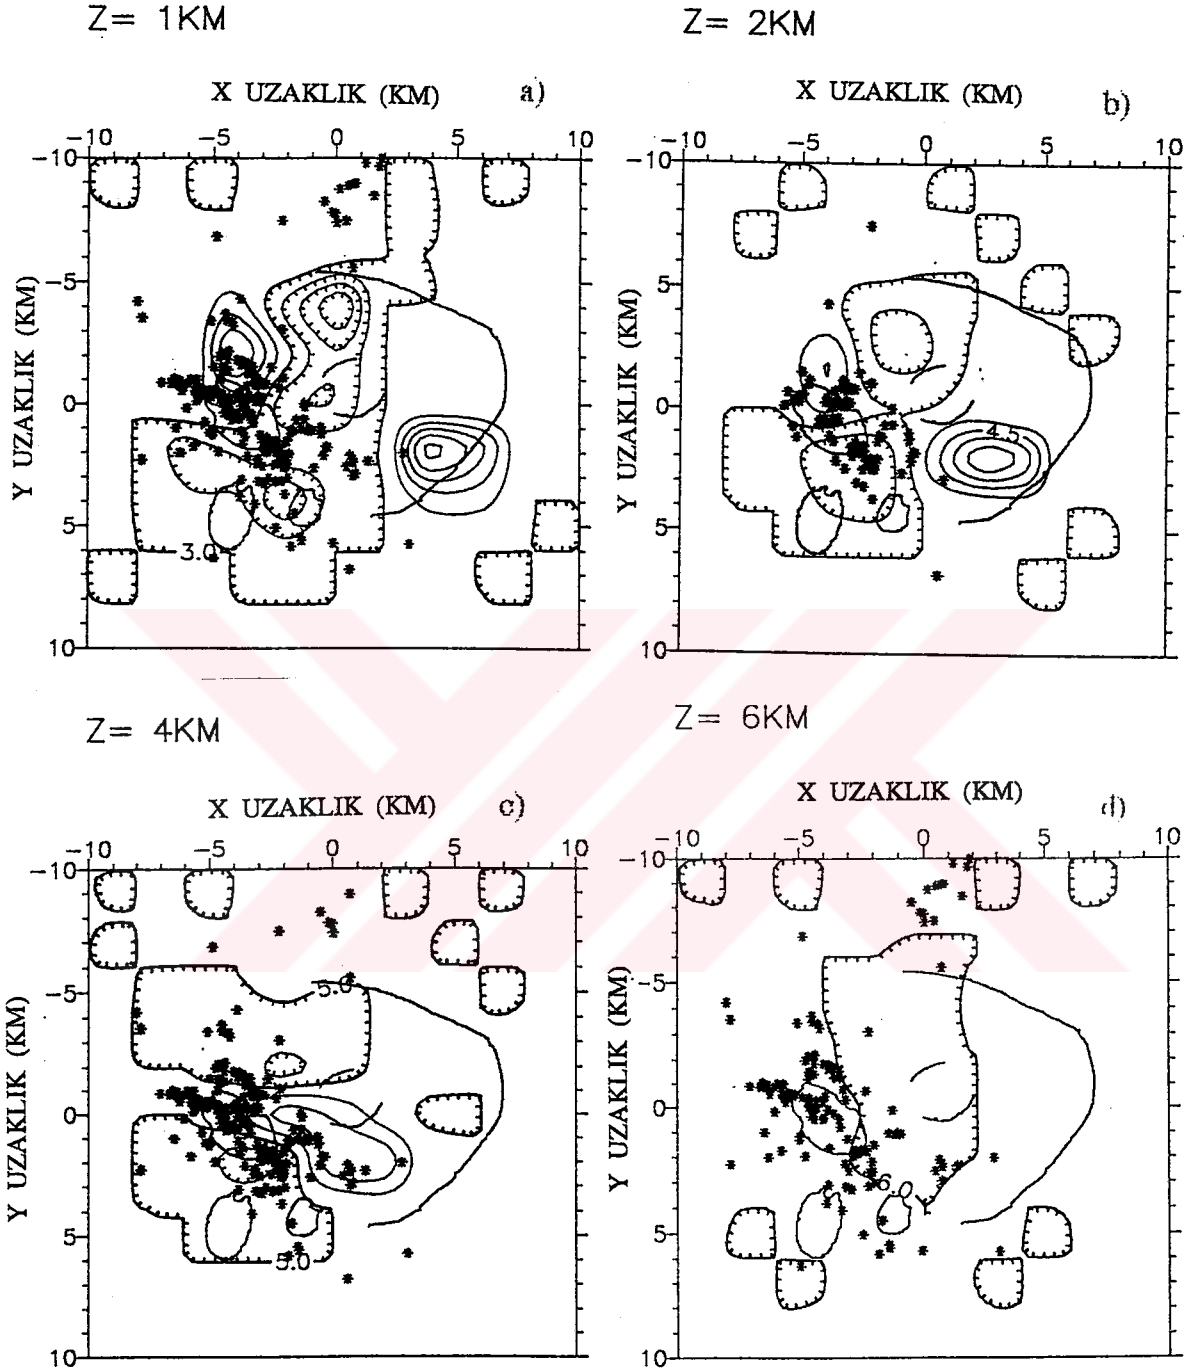 Z= 1KM
X UZAKLIK (KM) a)
-10 -5 0 5 10
-10
-5
0
5
10
Y UZAKLIK (KM)
3.0
Z= 2KM
X UZAKLIK (KM) b)
-10 -5 0 5 10
-10
5
0
5
10
Y UZAKLIK (KM)
4.5
Z= 4KM
X UZAKLIK (KM) c)
-10 -5 0 5 10
-10
-5
0
5
10
Y UZAKLIK (KM)
5.0
5.0
Z= 6KM
X UZAKLIK (KM) d)
-10 -5 0 5 10
-10
-5
0
5
10
Y UZAKLIK (KM)
6.0